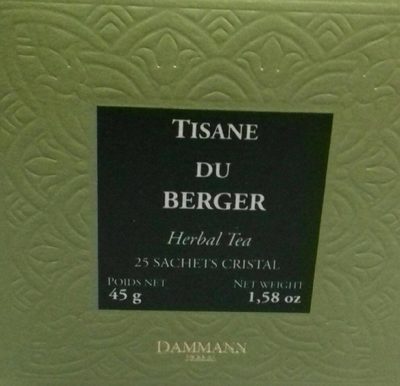 TISANE
DU
BERGER
Herbal Tea
25 SACHETS CRISTAL
POIDS NET NET WEIGHT
45 g 1,58 oz
DAMMANN